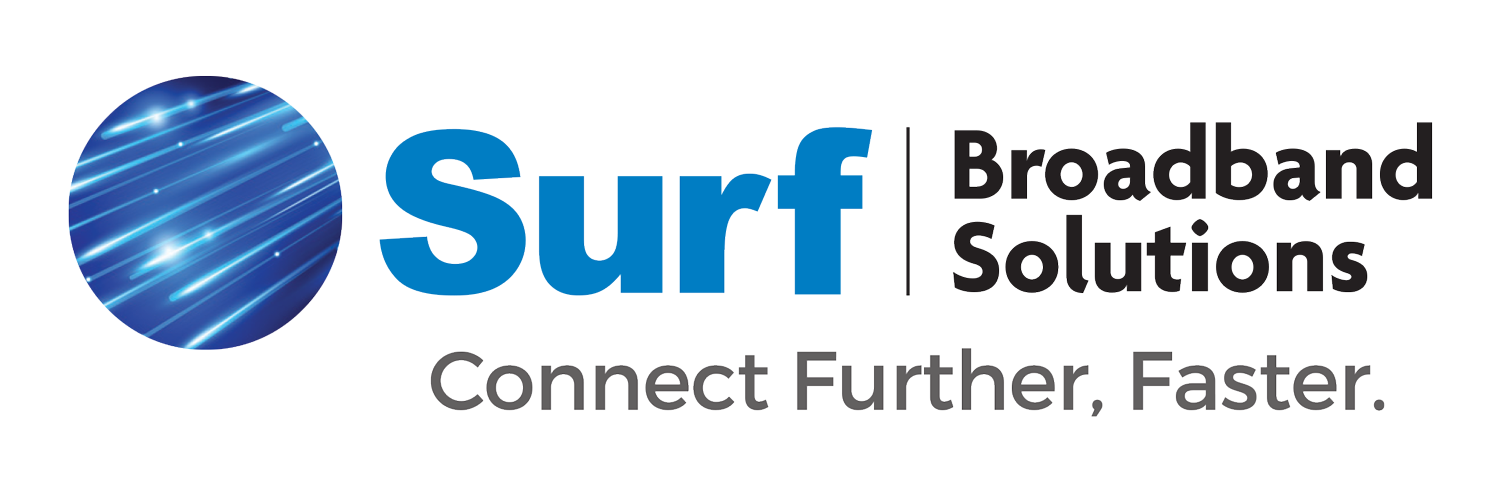 Surf
Broadband
Solutions
Connect Further, Faster.